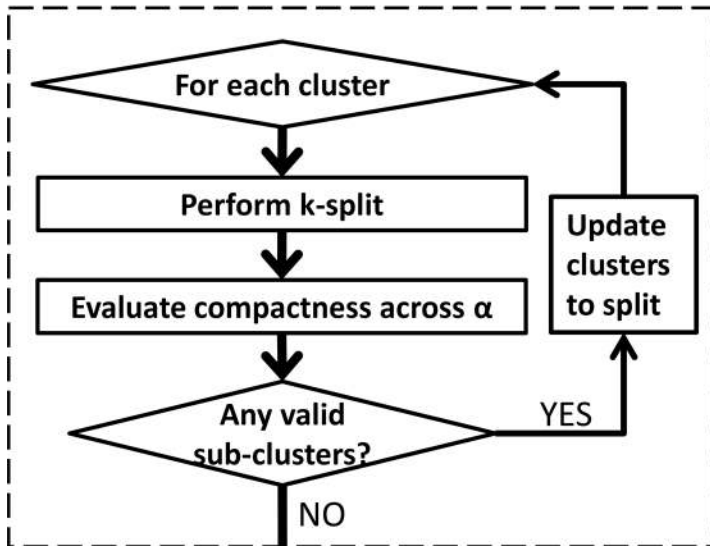 For each cluster
Perform k-split
Evaluate compactness across α
Update
clusters
to split
Any valid
sub-clusters?
YES
NO